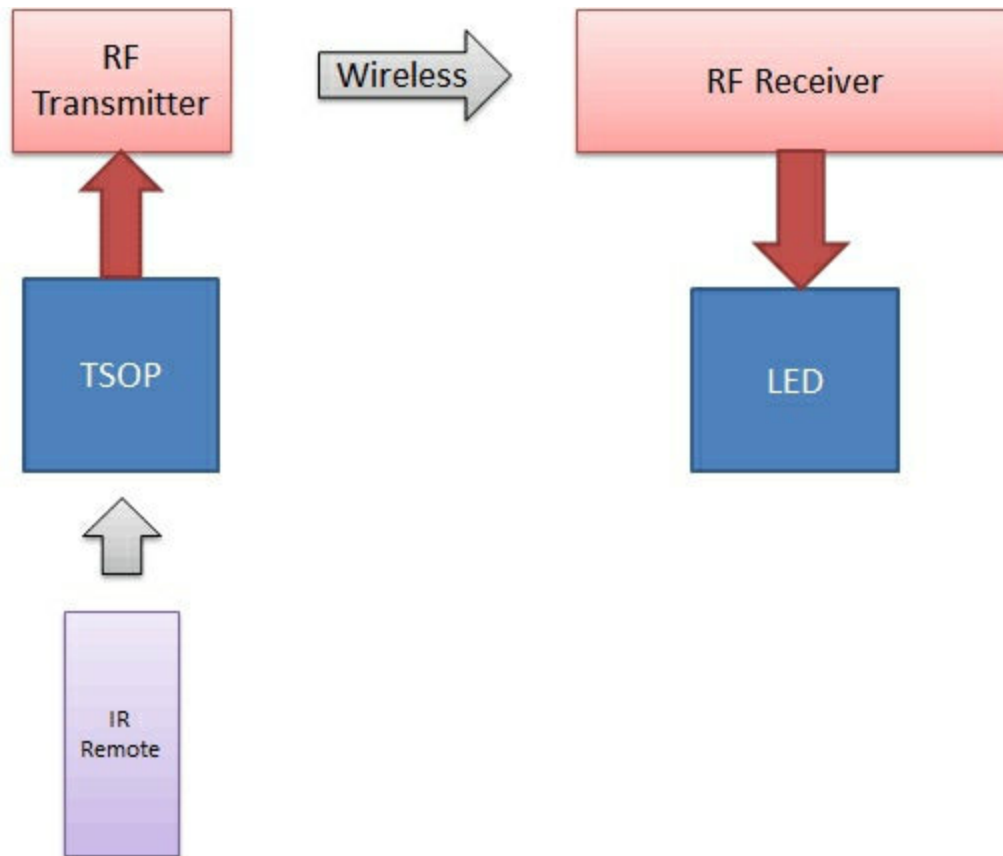 RF
Transmitter
Wireless
RF Receiver
TSOP
LED
IR
Remote